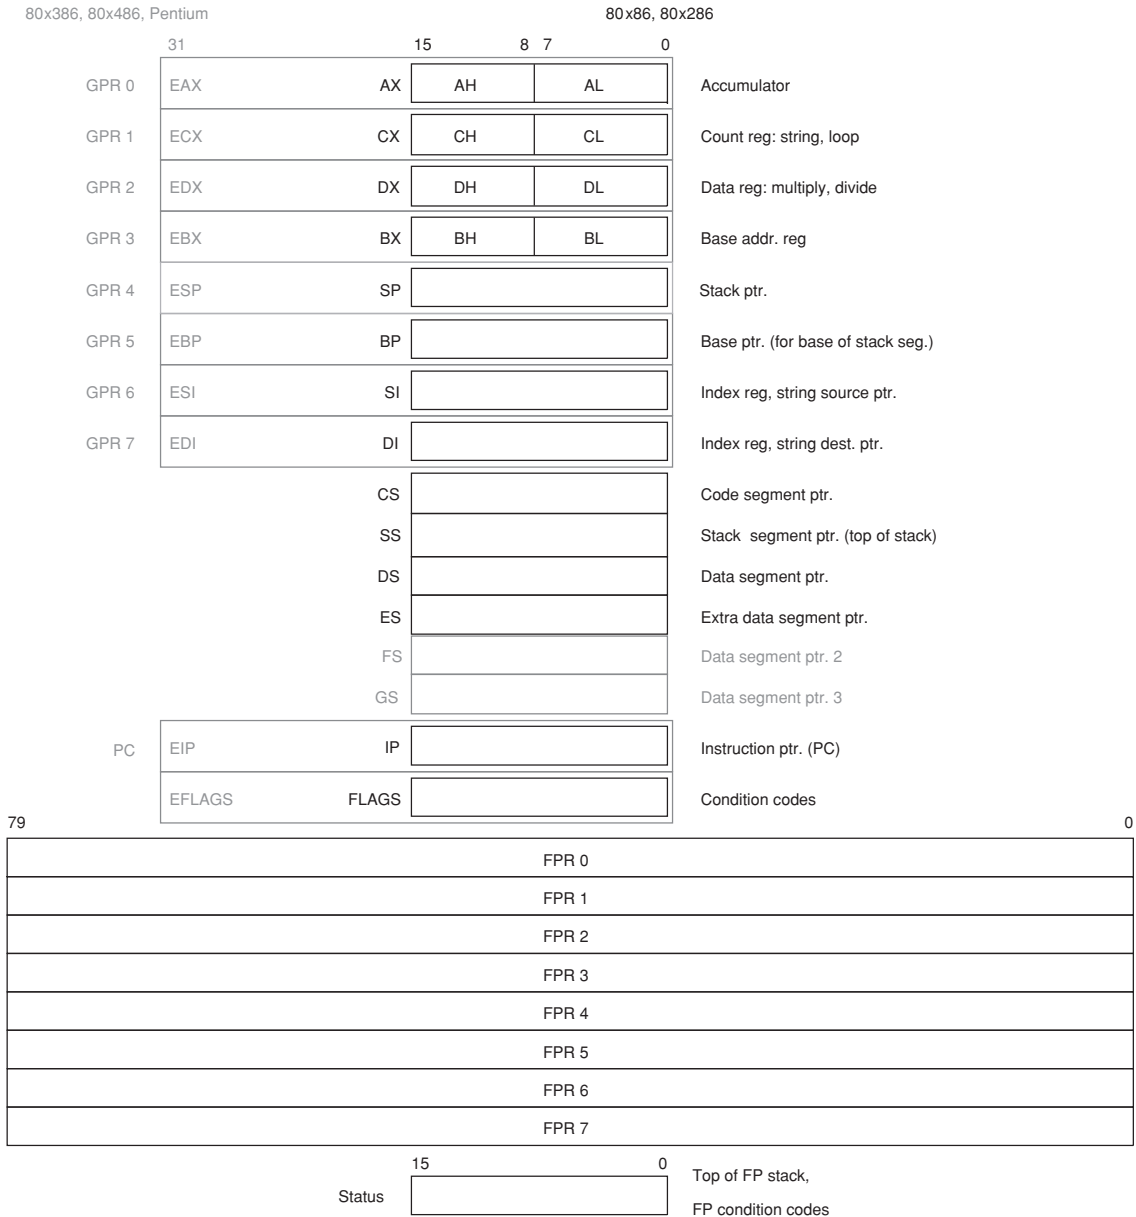 80x386, 80x486, Pentium 80x86, 80x286
31 15 8 7 0
GPR 0 EAX AX AH AL Accumulator
GPR 1 ECX CX CH CL Count reg: string, loop
GPR 2 EDX DX DH DL Data reg: multiply, divide
GPR 3 EBX BX BH BL Base addr. reg
GPR 4 ESP SP Stack ptr.
GPR 5 EBP BP Base ptr. (for base of stack seg.)
GPR 6 ESI SI Index reg, string source ptr.
GPR 7 EDI DI Index reg, string dest. ptr.
CS Code segment ptr.
SS Stack segment ptr. (top of stack)
DS Data segment ptr.
ES Extra data segment ptr.
FS Data segment ptr. 2
GS Data segment ptr. 3
PC EIP IP Instruction ptr. (PC)
EFLAGS FLAGS Condition codes
79 0
FPR 0
FPR 1
FPR 2
FPR 3
FPR 4
FPR 5
FPR 6
FPR 7
15 0
Status Top of FP stack,
FP condition codes